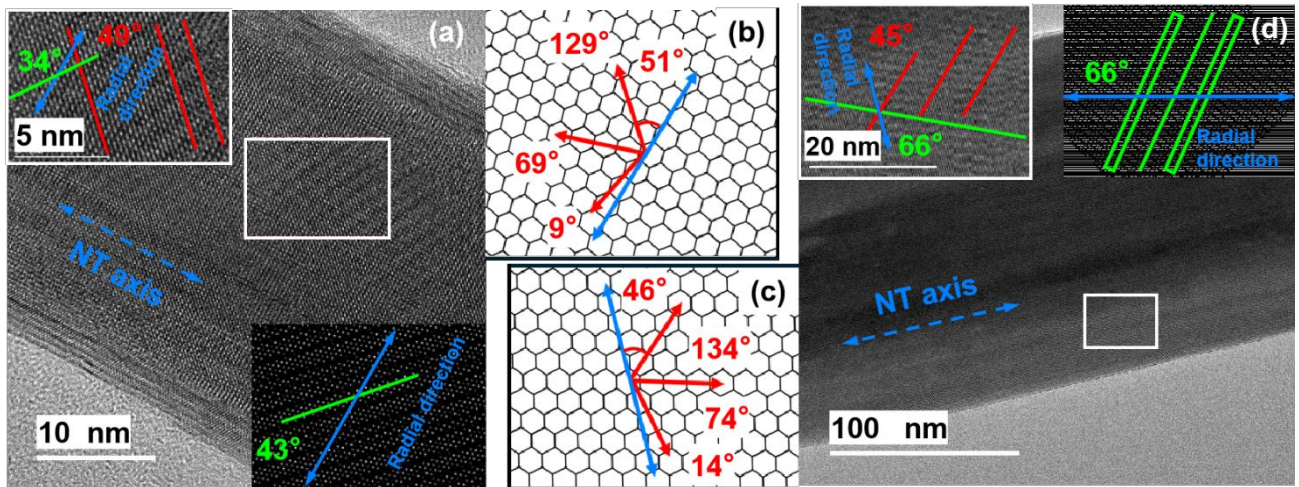 (a)
34°
49°
Radial direction
5 nm
NT axis
10 nm
43°
Radial direction
(b)
129°
51°
69°
9°
(c)
46°
134°
74°
14°
(d)
45°
Radial
direction
66°
20 nm
66°
Radial
direction
NT axis
100 nm